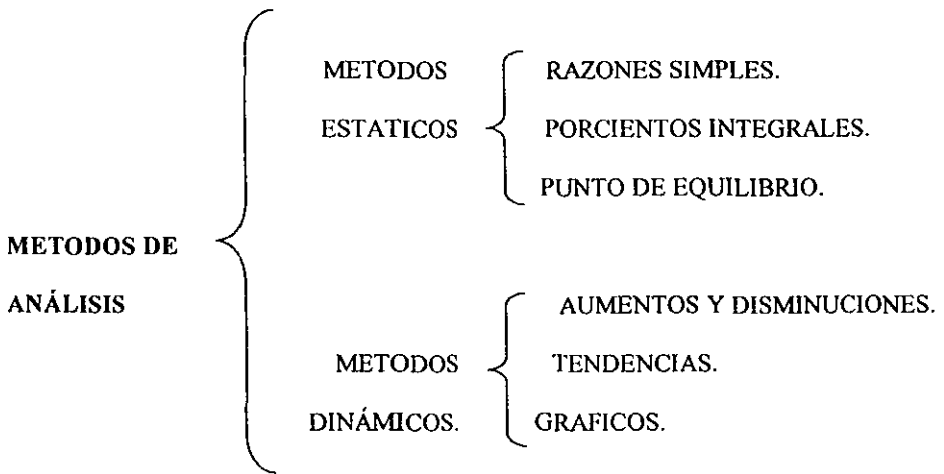 METODOS DE
ANÁLISIS
METODOS
ESTATICOS
RAZONES SIMPLES.
PORCIENTOS INTEGRALES.
PUNTO DE EQUILIBRIO.
METODOS
DINÁMICOS.
AUMENTOS Y DISMINUCIONES.
TENDENCIAS.
GRAFICOS.